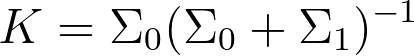 K = Σ₀(Σ₀ + Σ₁)⁻¹